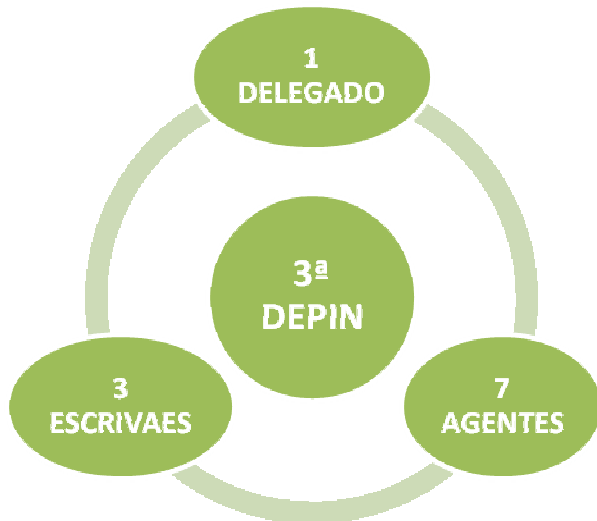 1
DELEGADO
3ª
DEPIN
3
ESCRIVAES
7
AGENTES